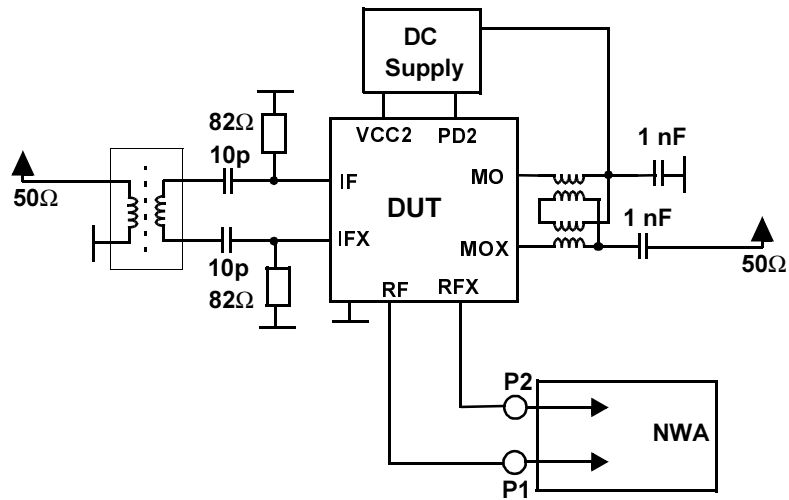 DC
Supply
82Ω
10p
VCC2
PD2
1 nF
50Ω
IF
MO
DUT
1 nF
IFX
MOX
10p
50Ω
82Ω
RF
RFX
P2
NWA
P1